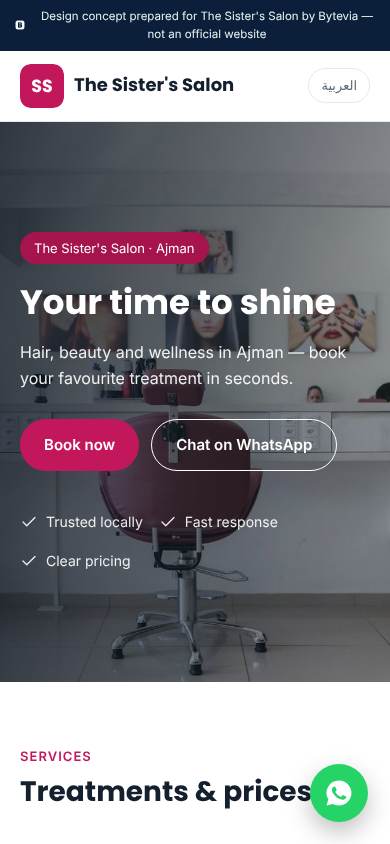 Design concept prepared for The Sister's Salon by Bytevia —
not an official website
SS
The Sister's Salon
العربية
The Sister's Salon · Ajman
Your time to shine
Hair, beauty and wellness in Ajman — book
your favourite treatment in seconds.
Book now
Chat on WhatsApp
Trusted locally
Fast response
Clear pricing
SERVICES
Treatments & prices